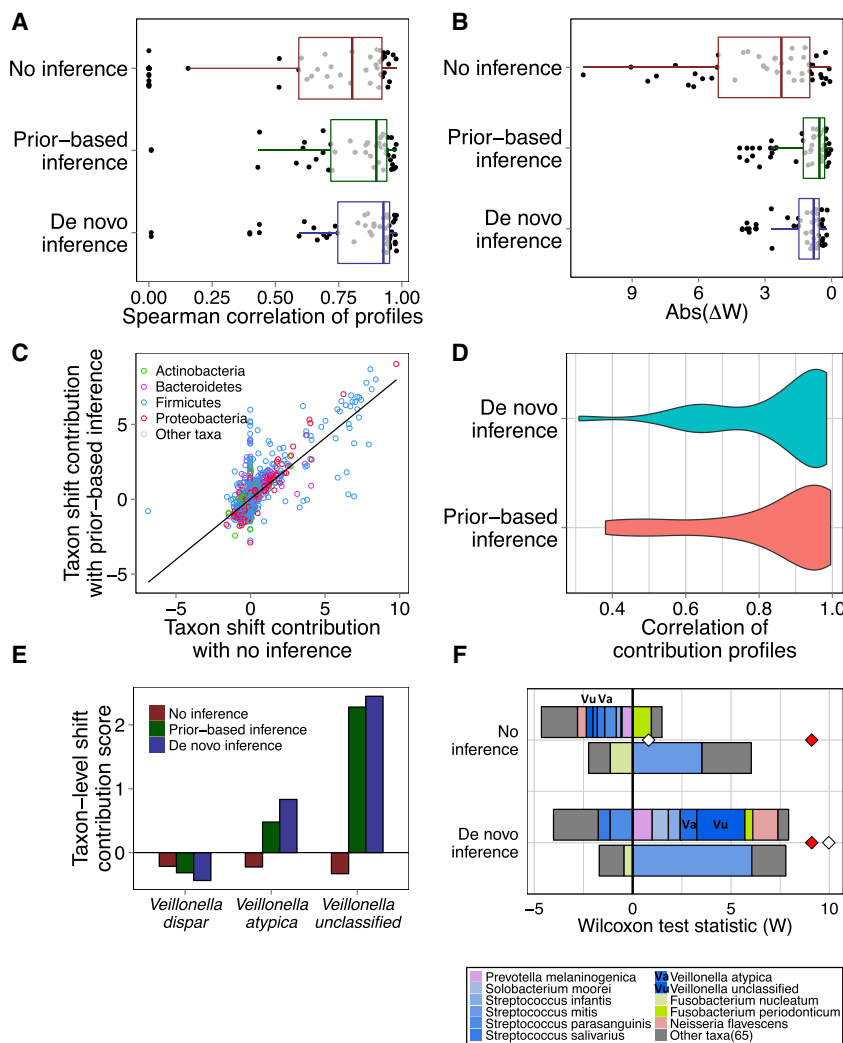 A
No inference
Prior−based
inference
De novo
inference
0.00
0.25
0.50
0.75
1.00
Spearman correlation of profiles
B
No inference
Prior−based
inference
De novo
inference
9
6
3
0
Abs(ΔW)
C
Taxon shift contribution
with prior−based inference
5
0
−5
Actinobacteria
Bacteroidetes
Firmicutes
Proteobacteria
Other taxa
−5
0
5
10
Taxon shift contribution
with no inference
D
De novo
inference
Prior−based
inference
0.4
0.6
0.8
1.0
Correlation of
contribution profiles
E
Taxon−level shift
contribution score
2
1
0
No inference
Prior−based inference
De novo inference
Veillonella
dispar
Veillonella
atypica
Veillonella
unclassified
F
Vu Va
No
inference
Va
Vu
De novo
inference
−5
0
5
10
Wilcoxon test statistic (W)
Prevotella melaninogenica
Solobacterium moorei
Streptococcus infantis
Streptococcus mitis
Streptococcus parasanguinis
Streptococcus salivarius
Va Veillonella atypica
Vu Veillonella unclassified
Fusobacterium nucleatum
Fusobacterium periodonticum
Neisseria flavescens
Other taxa(65)